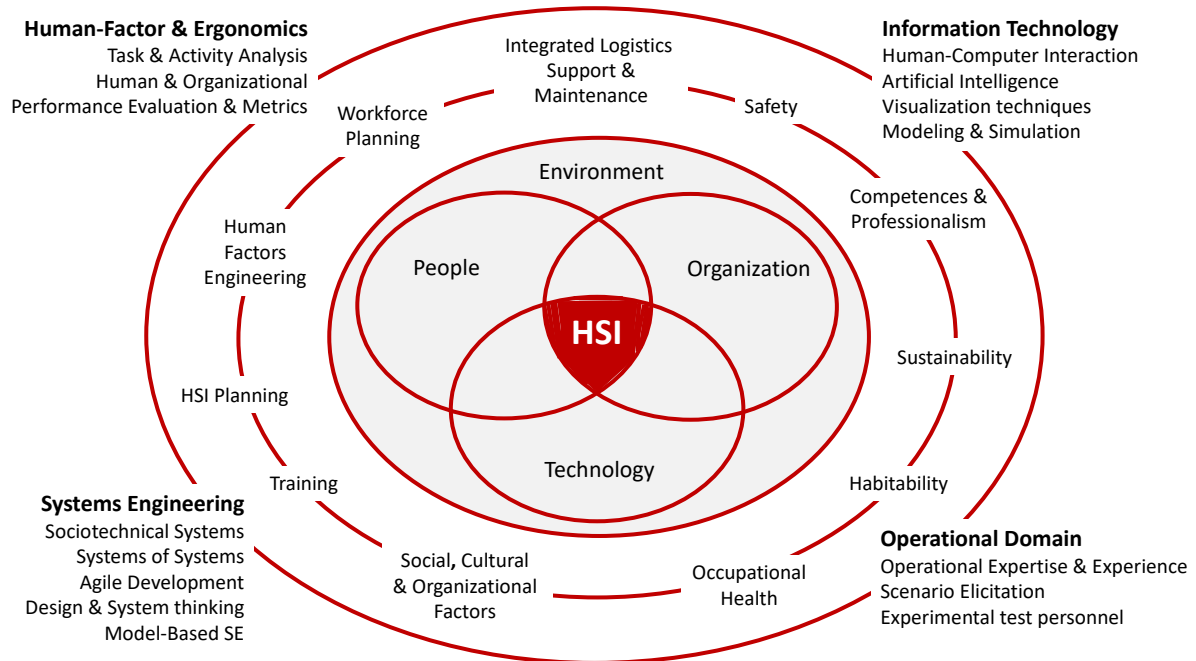 Human-Factor & Ergonomics
Task & Activity Analysis
Human & Organizational
Performance Evaluation & Metrics
Information Technology
Human-Computer Interaction
Artificial Intelligence
Visualization techniques
Modeling & Simulation
Integrated Logistics
Support &
Maintenance
Workforce
Planning
Safety
Competences &
Professionalism
Human
Factors
Engineering
Environment
People
Organization
HSI
Technology
Sustainability
HSI Planning
Training
Habitability
Social, Cultural
& Organizational
Factors
Occupational
Health
Systems Engineering
Sociotechnical Systems
Systems of Systems
Agile Development
Design & System thinking
Model-Based SE
Operational Domain
Operational Expertise & Experience
Scenario Elicitation
Experimental test personnel